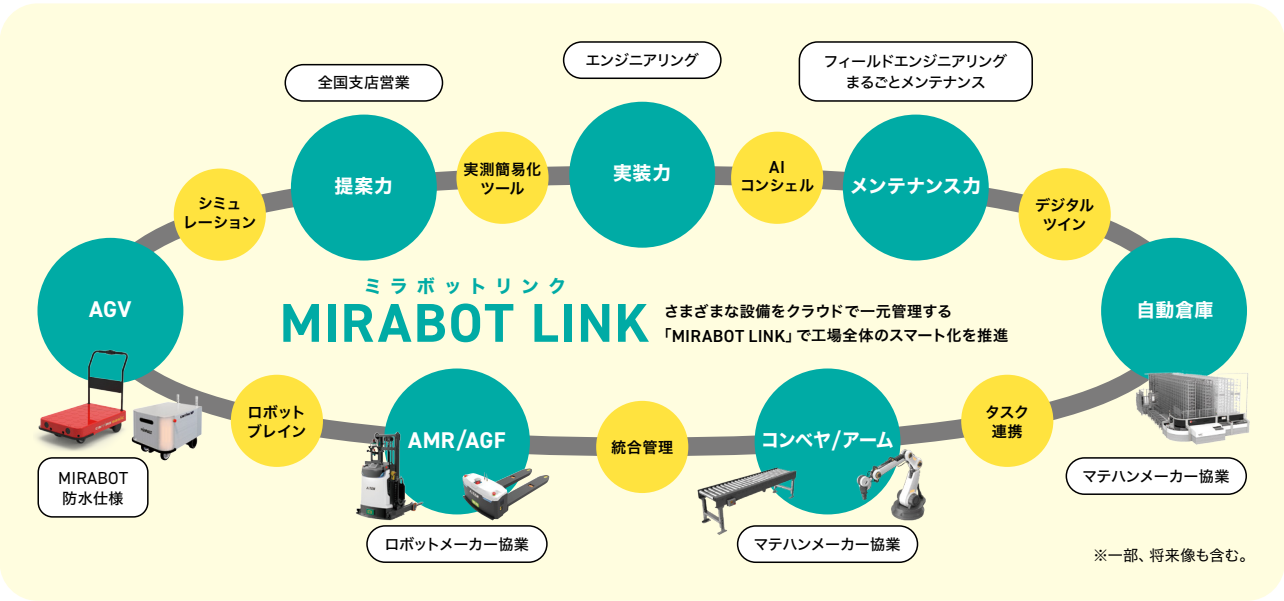 全国支店営業
エンジニアリング
フィールドエンジニアリング
まるごとメンテナンス
提案力
実測簡易化
ツール
実装力
AI
コンシェル
メンテナンス力
シミュ
レーション
デジタル
ツイン
AGV
自動倉庫
ミラボットリンク
MIRABOT LINK
さまざまな設備をクラウドで一元管理する
「MIRABOT LINK」で工場全体のスマート化を推進
ロボット
ブレイン
AMR/AGF
統合管理
コンベヤ/アーム
タスク
連携
MIRABOT
防水仕様
ロボットメーカー協業
マテハンメーカー協業
マテハンメーカー協業
※一部、将来像も含む。